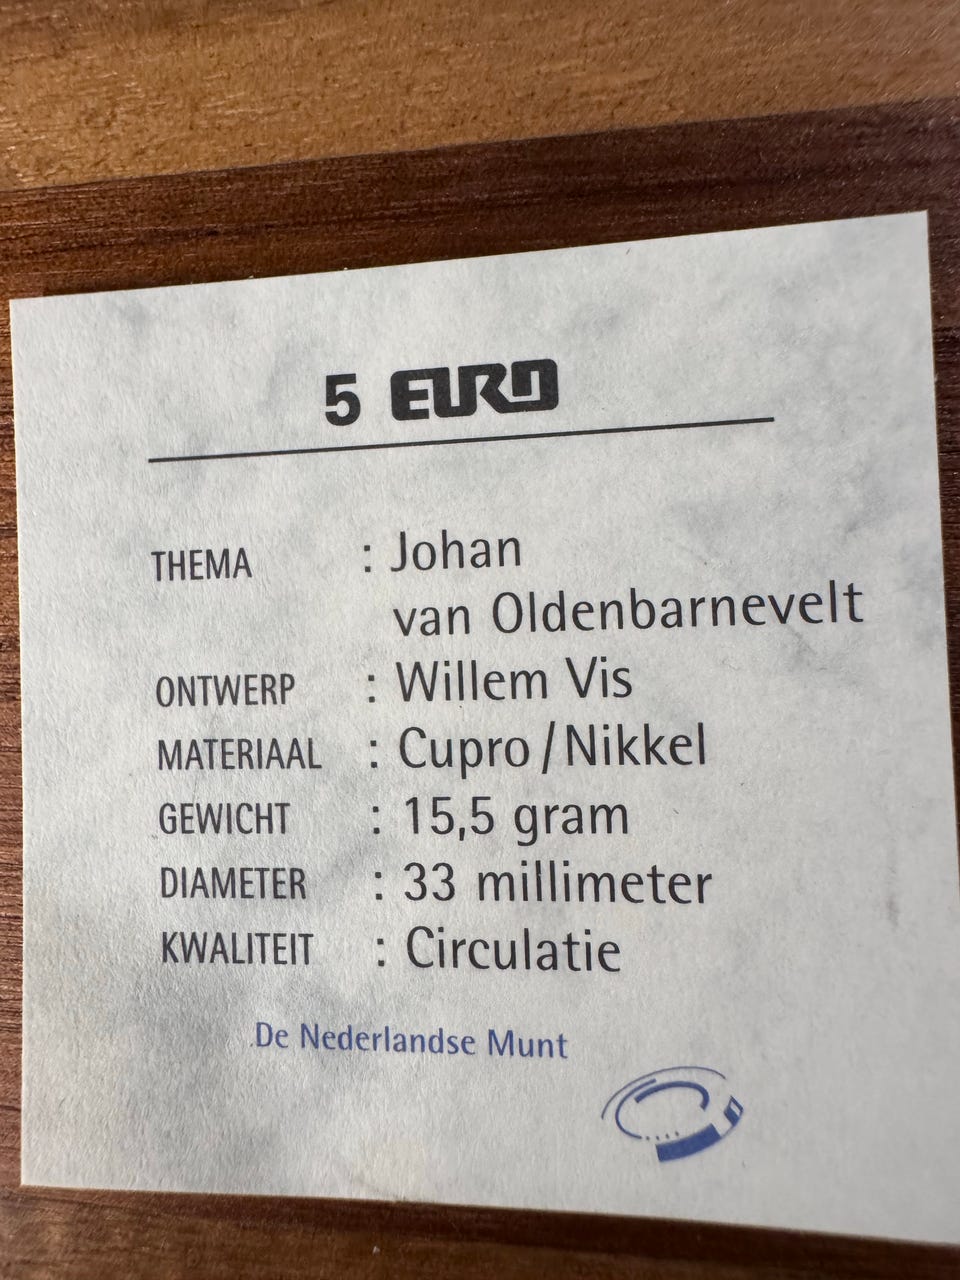 5 EURO
THEMA : Johan
van Oldenbarnevelt
ONTWERP : Willem Vis
MATERIAAL : Cupro/Nikkel
GEWICHT : 15,5 gram
DIAMETER : 33 millimeter
KWALITEIT : Circulatie
De Nederlandse Munt